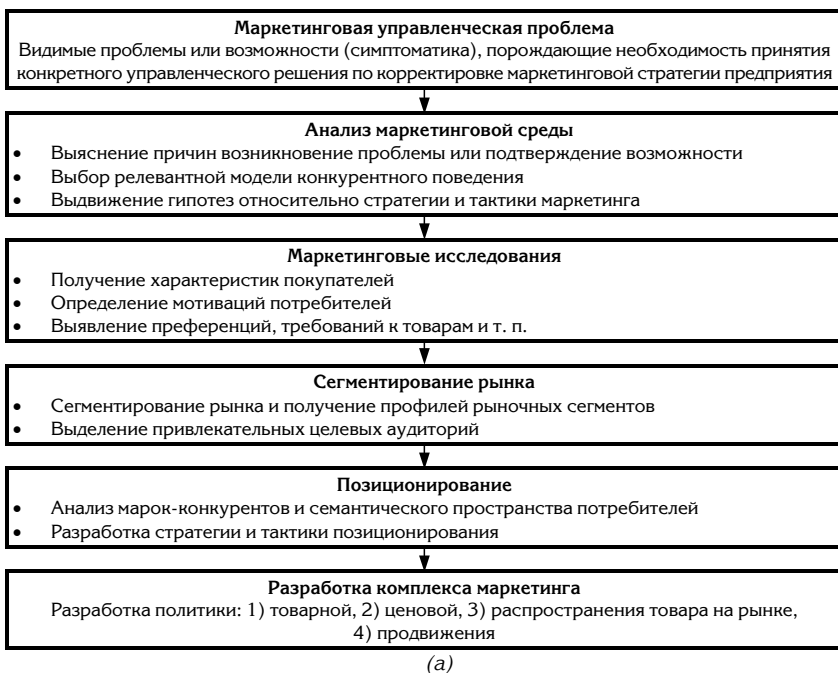 Маркетинговая управленческая проблема
Видимые проблемы или возможности (симптоматика), порождающие необходимость принятия
конкретного управленческого решения по корректировке маркетинговой стратегии предприятия
Анализ маркетинговой среды
• Выяснение причин возникновение проблемы или подтверждение возможности
• Выбор релевантной модели конкурентного поведения
• Выдвижение гипотез относительно стратегии и тактики маркетинга
Маркетинговые исследования
• Получение характеристик покупателей
• Определение мотиваций потребителей
• Выявление преференций, требований к товарам и т. п.
Сегментирование рынка
• Сегментирование рынка и получение профилей рыночных сегментов
• Выделение привлекательных целевых аудиторий
Позиционирование
• Анализ марок-конкурентов и семантического пространства потребителей
• Разработка стратегии и тактики позиционирования
Разработка комплекса маркетинга
Разработка политики: 1) товарной, 2) ценовой, 3) распространения товара на рынке,
4) продвижения
(а)